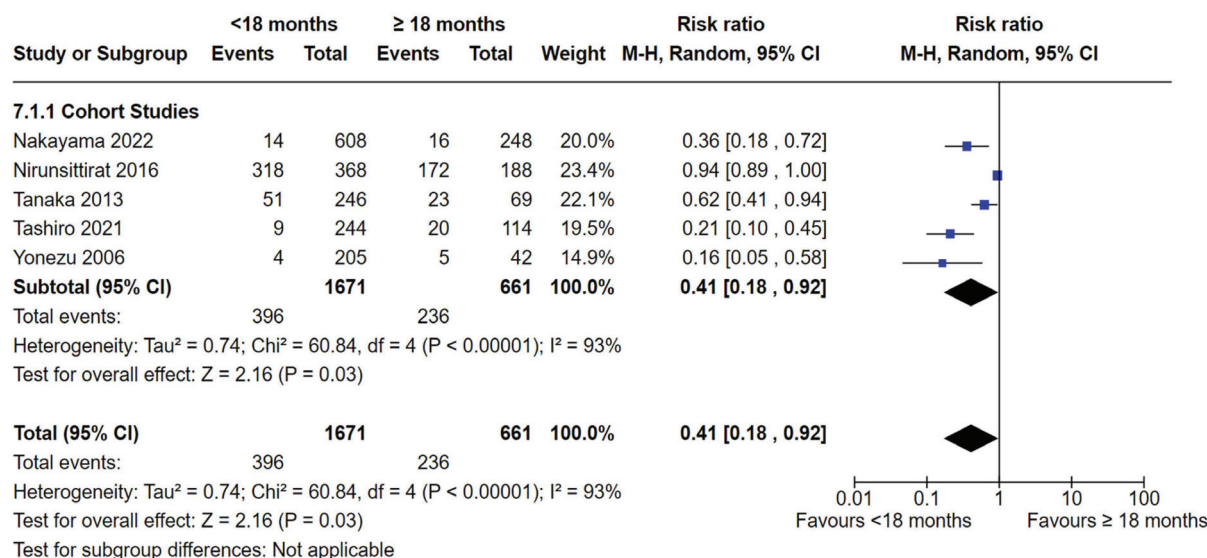 <18 months ≥ 18 months Risk ratio Risk ratio
Study or Subgroup Events Total Events Total Weight M-H, Random, 95% CI M-H, Random, 95% CI
7.1.1 Cohort Studies
Nakayama 2022 14 608 16 248 20.0% 0.36 [0.18 , 0.72]
Nirunsittirat 2016 318 368 172 188 23.4% 0.94 [0.89 , 1.00]
Tanaka 2013 51 246 23 69 22.1% 0.62 [0.41 , 0.94]
Tashiro 2021 9 244 20 114 19.5% 0.21 [0.10 , 0.45]
Yonezu 2006 4 205 5 42 14.9% 0.16 [0.05 , 0.58]
Subtotal (95% CI) 1671 661 100.0% 0.41 [0.18 , 0.92]
Total events: 396 236
Heterogeneity: Tau² = 0.74; Chi² = 60.84, df = 4 (P < 0.00001); I² = 93%
Test for overall effect: Z = 2.16 (P = 0.03)
Total (95% CI) 1671 661 100.0% 0.41 [0.18 , 0.92]
Total events: 396 236
Heterogeneity: Tau² = 0.74; Chi² = 60.84, df = 4 (P < 0.00001); I² = 93%
Test for overall effect: Z = 2.16 (P = 0.03)
Test for subgroup differences: Not applicable
0.01 0.1 1 10 100
Favours <18 months Favours ≥ 18 months